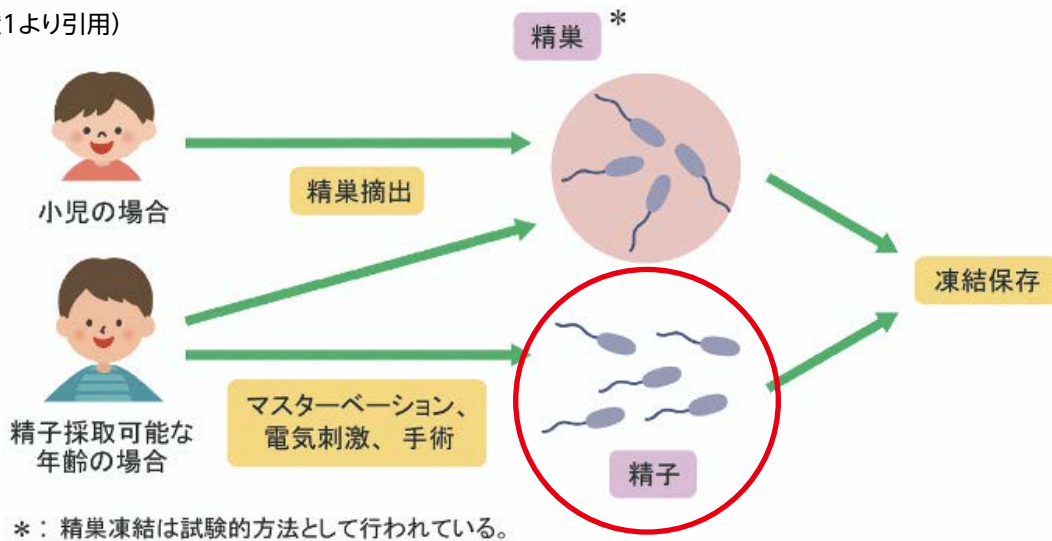 1より引用)
精巣
*
精巣摘出
小児の場合
凍結保存
マスターベーション、
電気刺激、手術
精子採取可能な
年齢の場合
精子
*：精巣凍結は試験的方法として行われている。